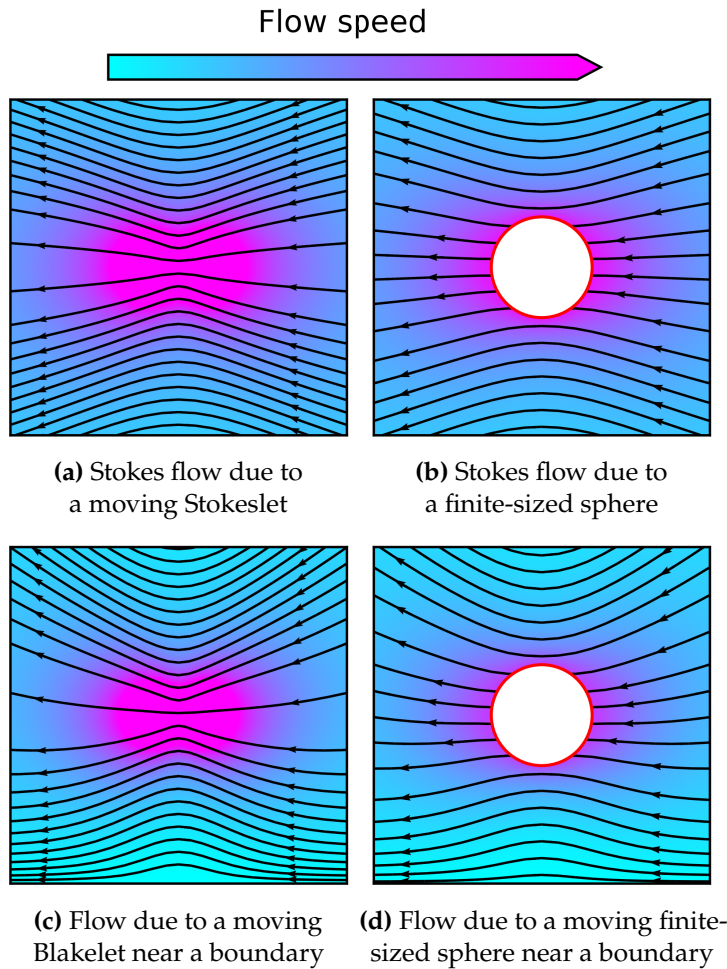 Flow speed
(a) Stokes flow due to
a moving Stokeslet
(b) Stokes flow due to
a finite-sized sphere
(c) Flow due to a moving
Blakelet near a boundary
(d) Flow due to a moving finite-
sized sphere near a boundary